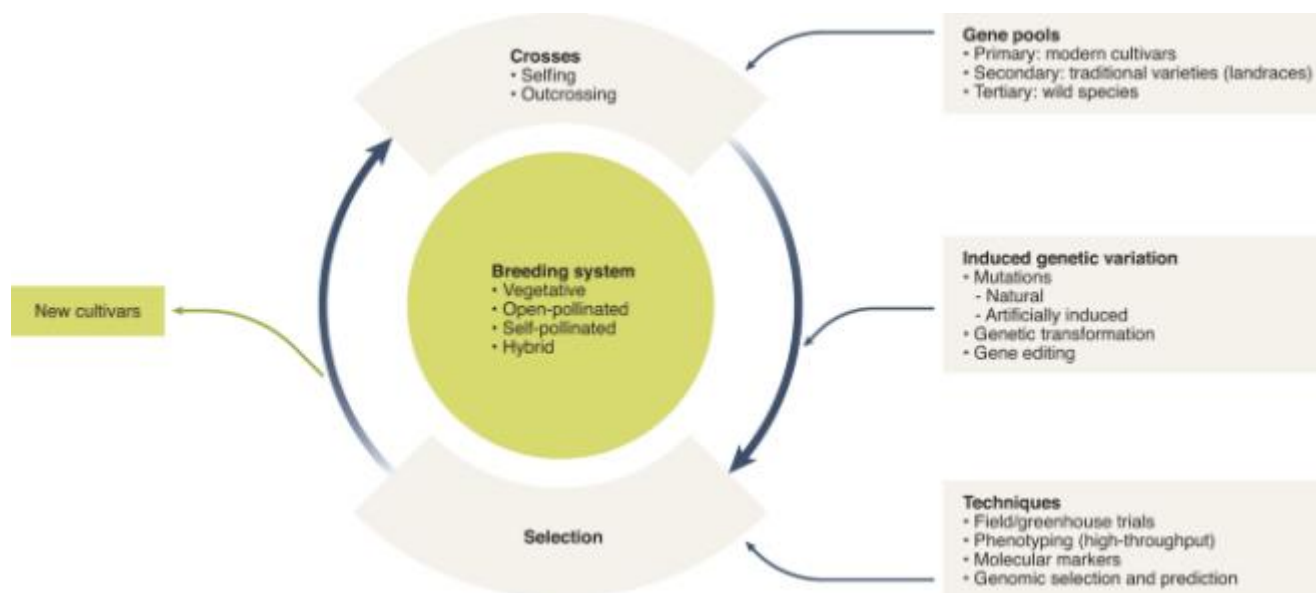 Crosses
• Selfing
• Outcrossing
Gene pools
• Primary: modern cultivars
• Secondary: traditional varieties (landraces)
• Tertiary: wild species
Breeding system
• Vegetative
• Open-pollinated
• Self-pollinated
• Hybrid
Induced genetic variation
• Mutations
- Natural
- Artificially induced
• Genetic transformation
• Gene editing
New cultivars
Selection
Techniques
• Field/greenhouse trials
• Phenotyping (high-throughput)
• Molecular markers
• Genomic selection and prediction